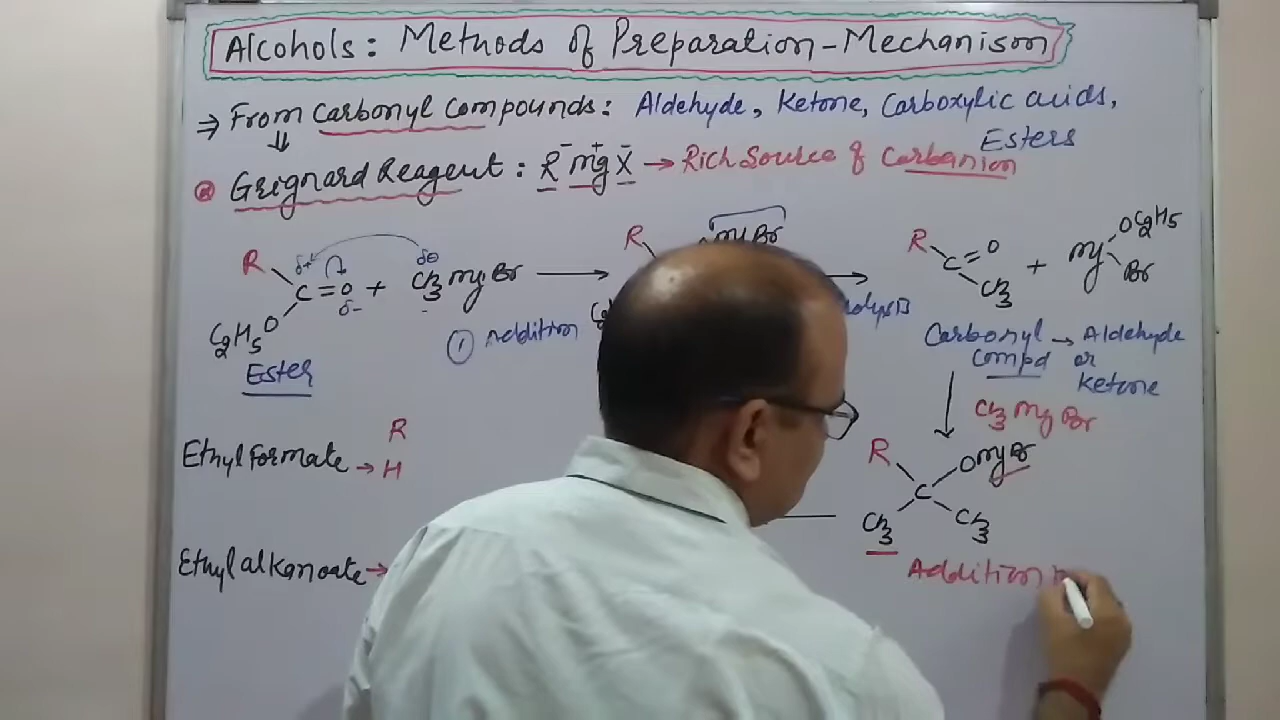 Alcohols: Methods of Preparation-Mechanism
⇒ From Carbonyl Compounds: Aldehyde, Ketone, Carboxylic acids,
Esters
Grignard Reagent: R⁻ Mg⁺ X⁻ → Rich Source of Carbanion
R C=O + CH3MgBr → R MgBr → R C=O CH3 + Mg OC2H5 Br
δ+ δ- δ⊖
C2H5O
① Addition
Ester
Carbonyl compd → Aldehyde or Ketone
CH3MgBr
Ethyl Formate → R
H
R C OMgBr
CH3 CH3
Ethyl alkanoate →
Addition